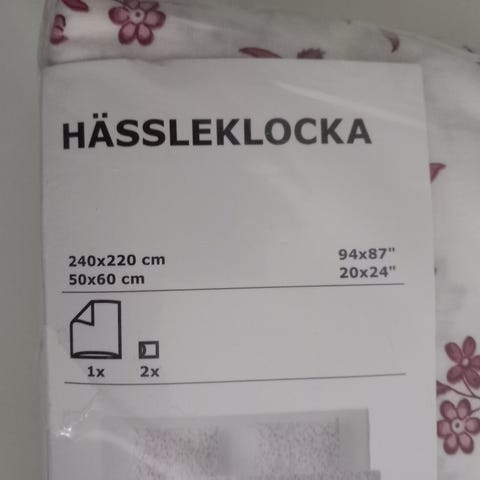 HÄSSLEKLOCKA
240x220 cm 94x87"
50x60 cm 20x24"
1x 2x